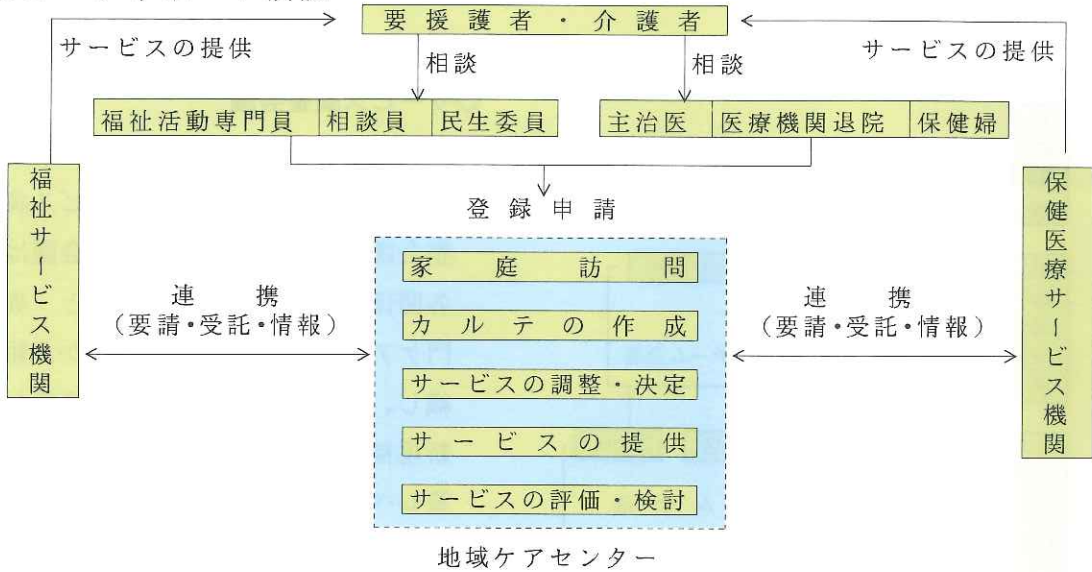 要援護者・介護者
サービスの提供
サービスの提供
相談
相談
福祉活動専門員 相談員 民生委員
主治医 医療機関退院 保健婦
福祉サービス機関
保健医療サービス機関
登録申請
家庭訪問
カルテの作成
サービスの調整・決定
サービスの提供
サービスの評価・検討
連携
(要請・受託・情報)
連携
(要請・受託・情報)
地域ケアセンター